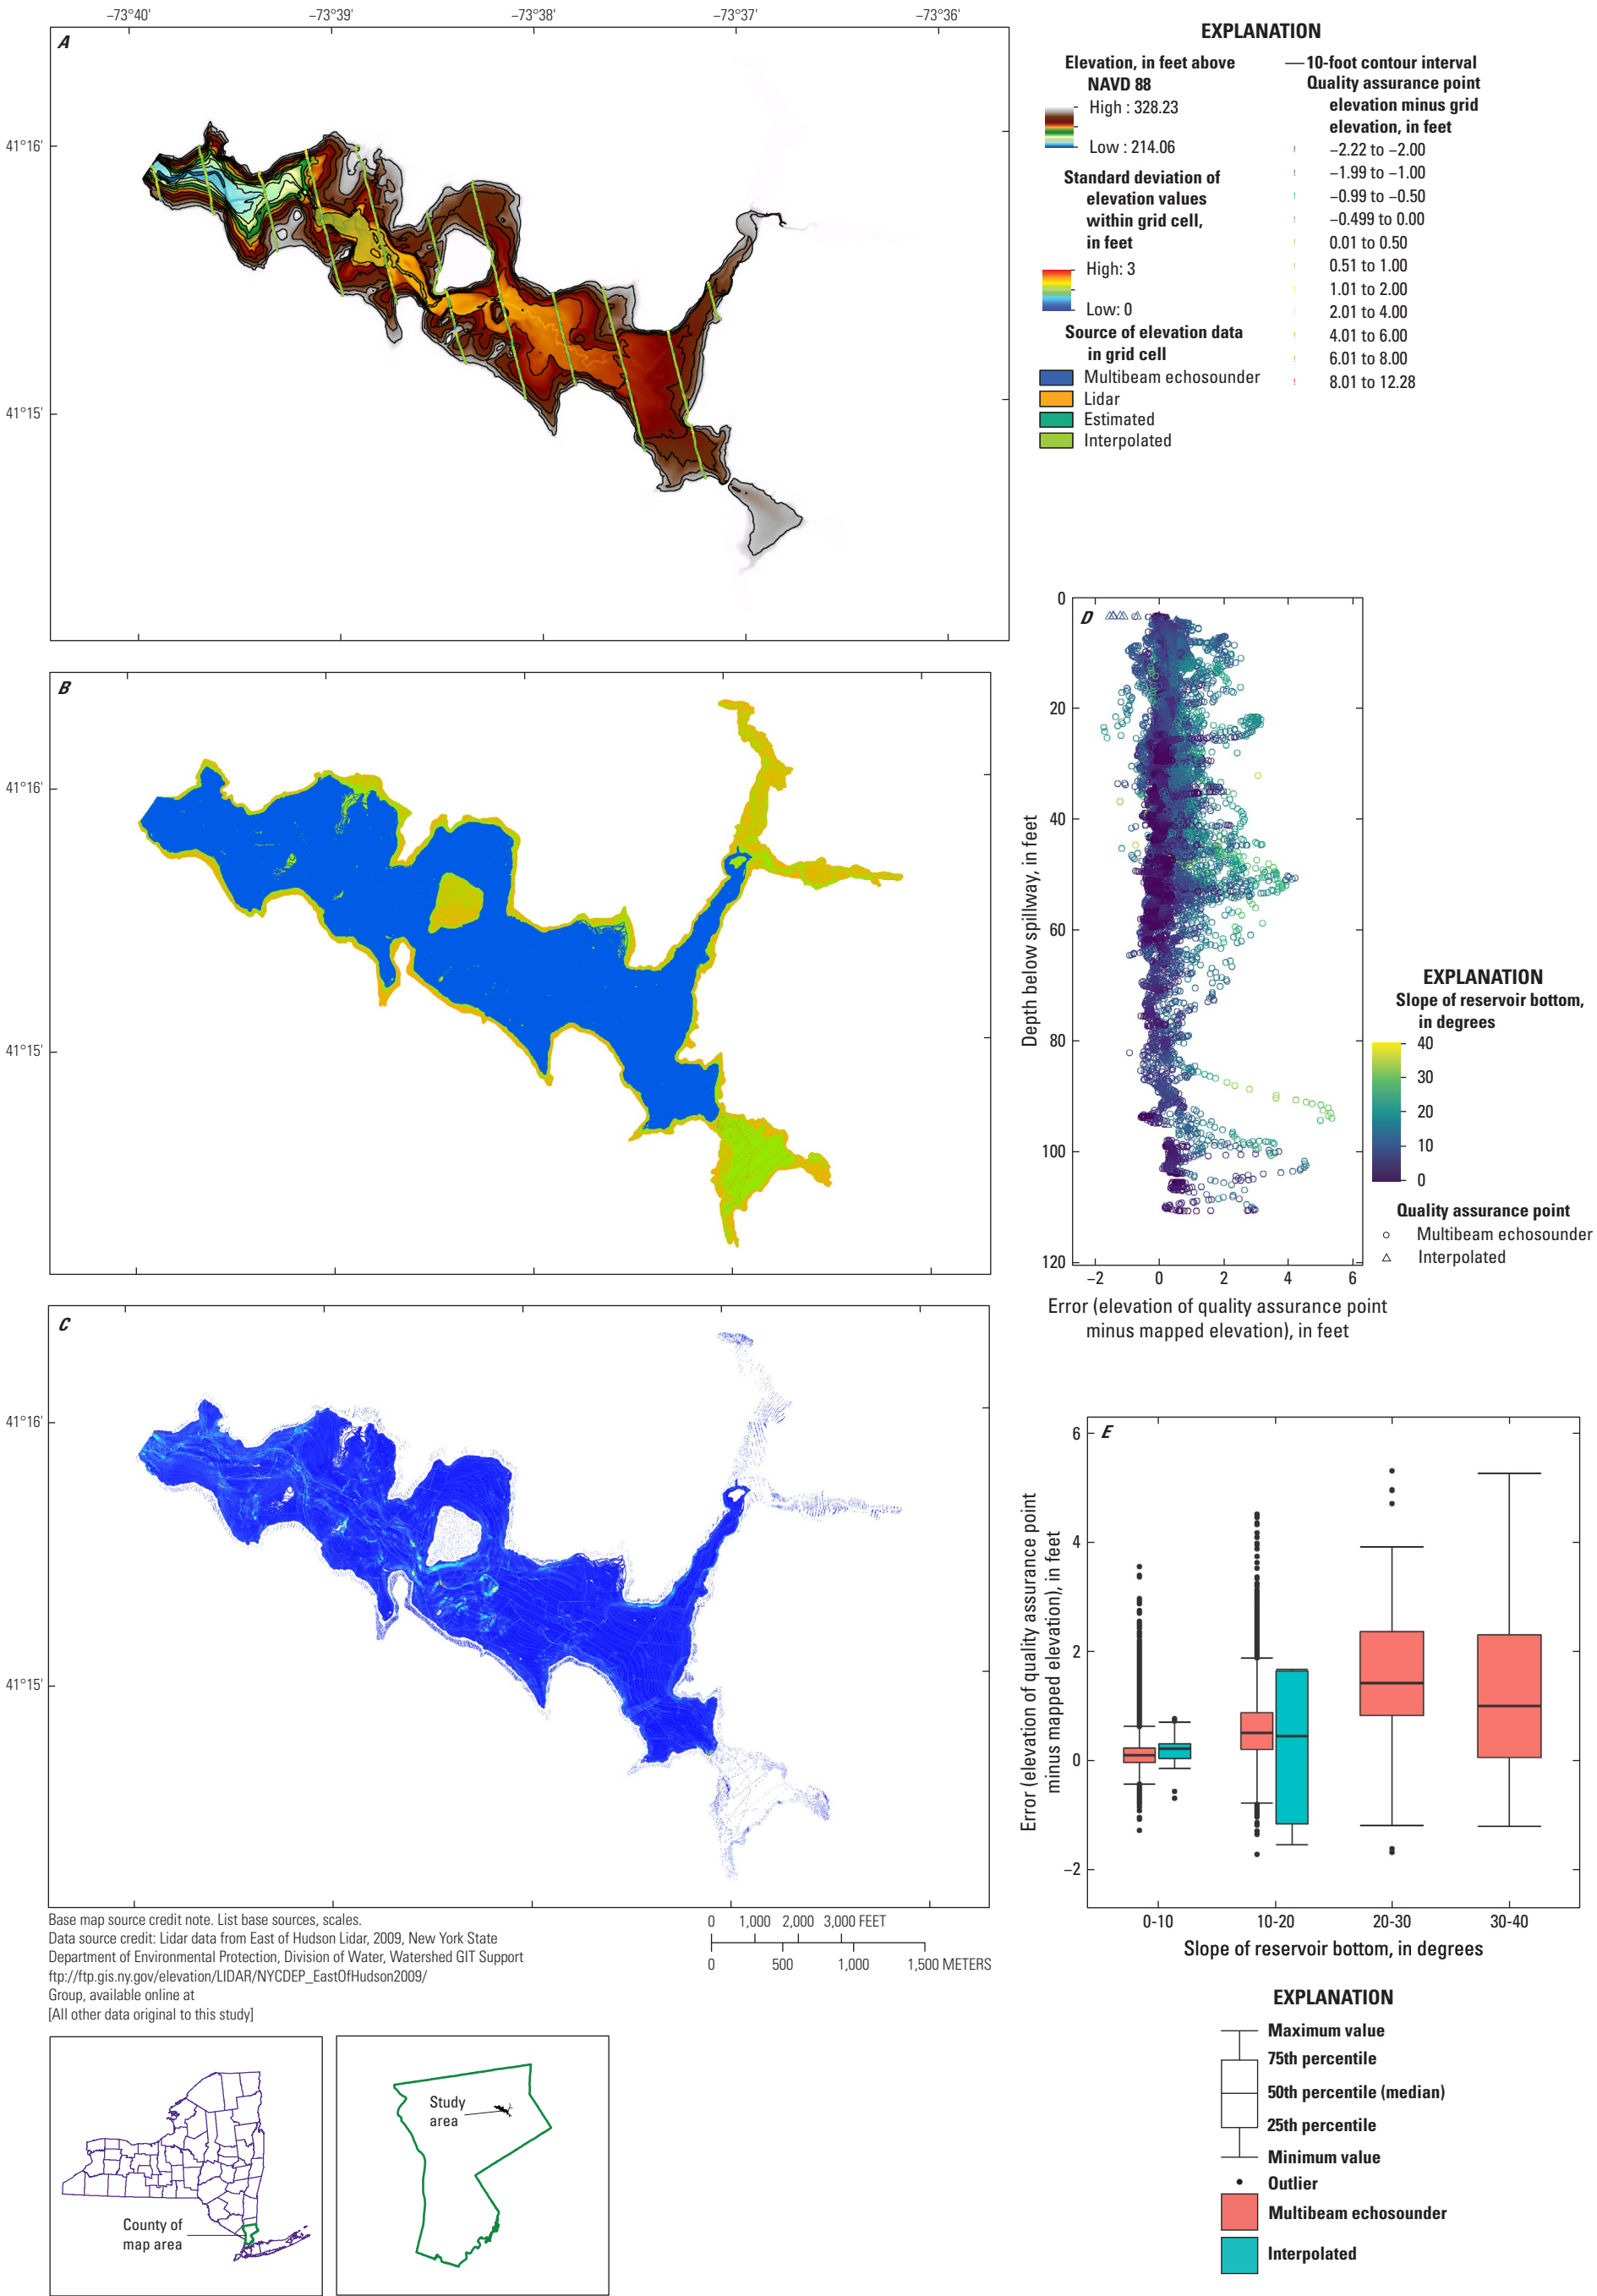 −73°40'
−73°39'
−73°38'
−73°37'
−73°36'
A
41°16'
41°15'
EXPLANATION
Elevation, in feet above
NAVD 88
High : 328.23
Low : 214.06
Standard deviation of
elevation values
within grid cell,
in feet
High: 3
Low: 0
Source of elevation data
in grid cell
Multibeam echosounder
Lidar
Estimated
Interpolated
10-foot contour interval
Quality assurance point
elevation minus grid
elevation, in feet
−2.22 to −2.00
−1.99 to −1.00
−0.99 to −0.50
−0.499 to 0.00
0.01 to 0.50
0.51 to 1.00
1.01 to 2.00
2.01 to 4.00
4.01 to 6.00
6.01 to 8.00
8.01 to 12.28
B
41°16'
41°15'
C
41°16'
41°15'
D
0
20
40
60
80
100
120
Depth below spillway, in feet
−2
0
2
4
6
Error (elevation of quality assurance point
minus mapped elevation), in feet
EXPLANATION
Slope of reservoir bottom,
in degrees
40
30
20
10
0
Quality assurance point
Multibeam echosounder
Interpolated
E
6
4
2
0
−2
Error (elevation of quality assurance point
minus mapped elevation), in feet
0-10
10-20
20-30
30-40
Slope of reservoir bottom, in degrees
EXPLANATION
Maximum value
75th percentile
50th percentile (median)
25th percentile
Minimum value
Outlier
Multibeam echosounder
Interpolated
Base map source credit note. List base sources, scales.
Data source credit: Lidar data from East of Hudson Lidar, 2009, New York State
Department of Environmental Protection, Division of Water, Watershed GIT Support
ftp://ftp.gis.ny.gov/elevation/LIDAR/NYCDEP_EastOfHudson2009/
Group, available online at
[All other data original to this study]
0 1,000 2,000 3,000 FEET
0 500 1,000 1,500 METERS
County of
map area
Study
area